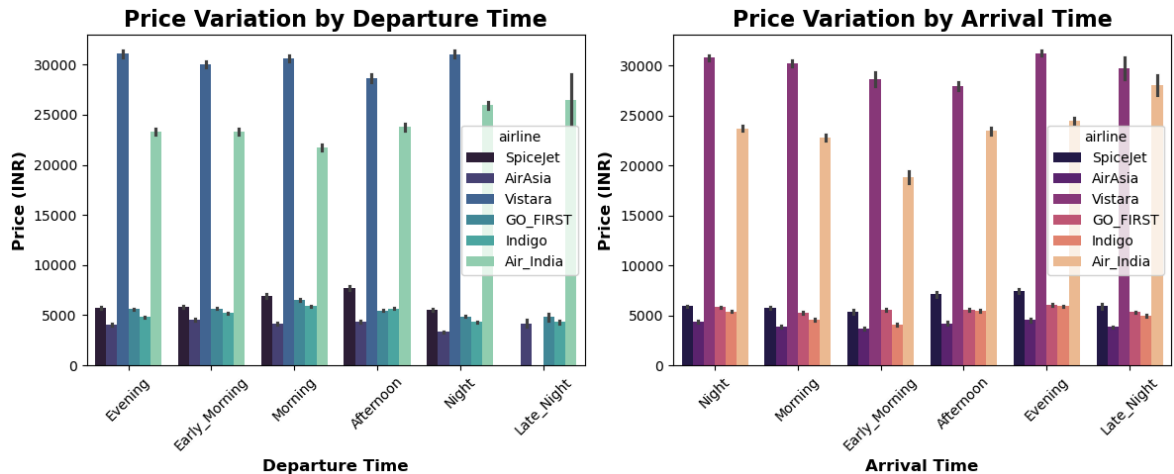 Price Variation by Departure Time
Price (INR)
30000
25000
20000
15000
10000
5000
0
airline
SpiceJet
AirAsia
Vistara
GO_FIRST
Indigo
Air_India
Evening
Early_Morning
Morning
Afternoon
Night
Late_Night
Departure Time
Price Variation by Arrival Time
Price (INR)
30000
25000
20000
15000
10000
5000
0
airline
SpiceJet
AirAsia
Vistara
GO_FIRST
Indigo
Air_India
Night
Morning
Early_Morning
Afternoon
Evening
Late_Night
Arrival Time